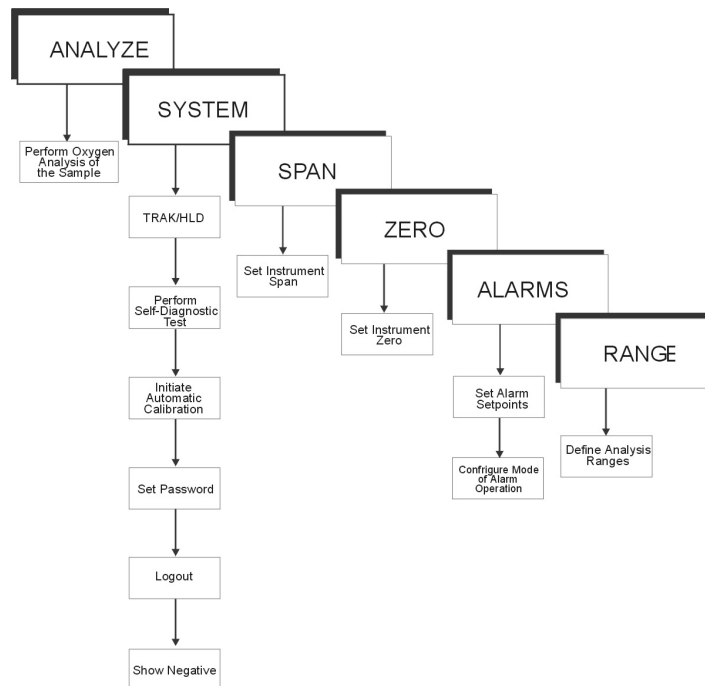 ANALYZE
SYSTEM
SPAN
ZERO
ALARMS
RANGE
Perform Oxygen
Analysis of
the Sample
TRAK/HLD
Perform
Self-Diagnostic
Test
Initiate
Automatic
Calibration
Set Password
Logout
Show Negative
Set Instrument
Span
Set Instrument
Zero
Set Alarm
Setpoints
Configure Mode
of Alarm
Operation
Define Analysis
Ranges